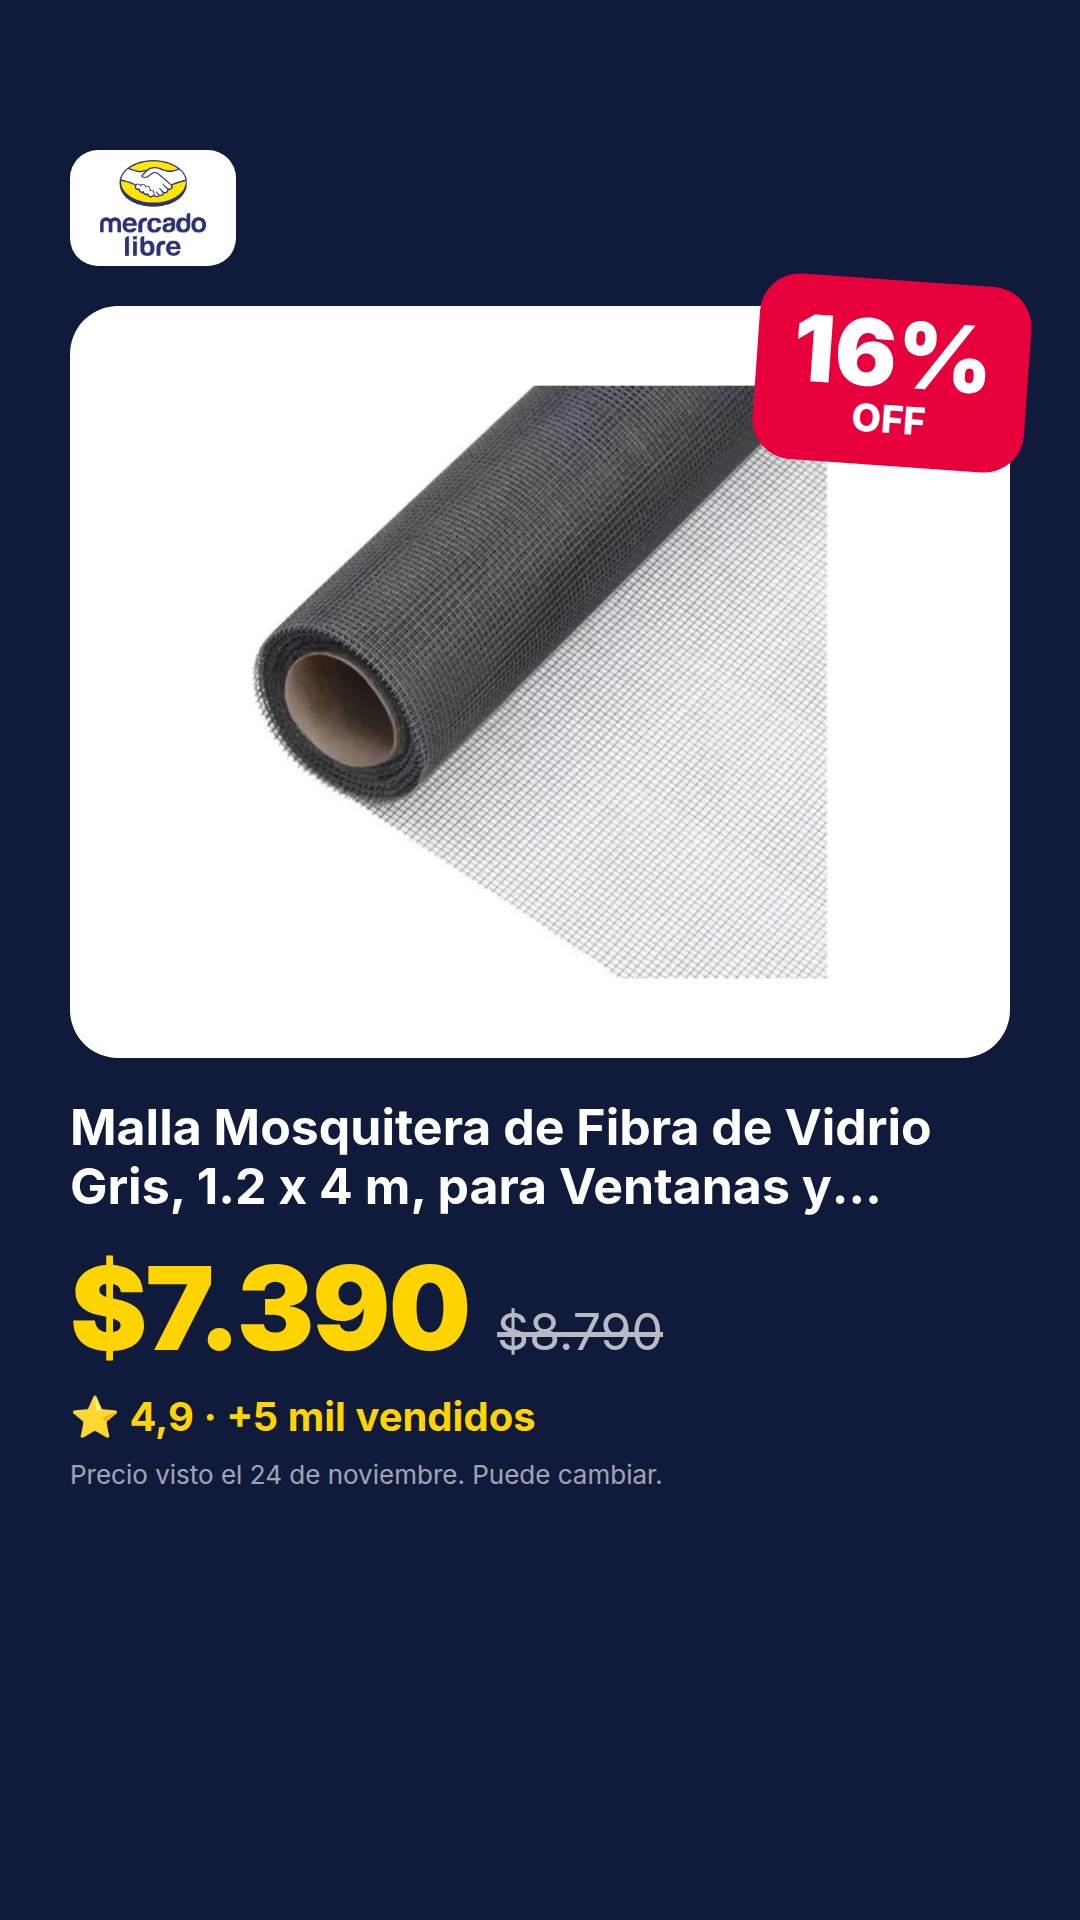 mercado
libre
16%
OFF
Malla Mosquitera de Fibra de Vidrio
Gris, 1.2 x 4 m, para Ventanas y...
$7.390 $8.790
⭐ 4,9 · +5 mil vendidos
Precio visto el 24 de noviembre. Puede cambiar.